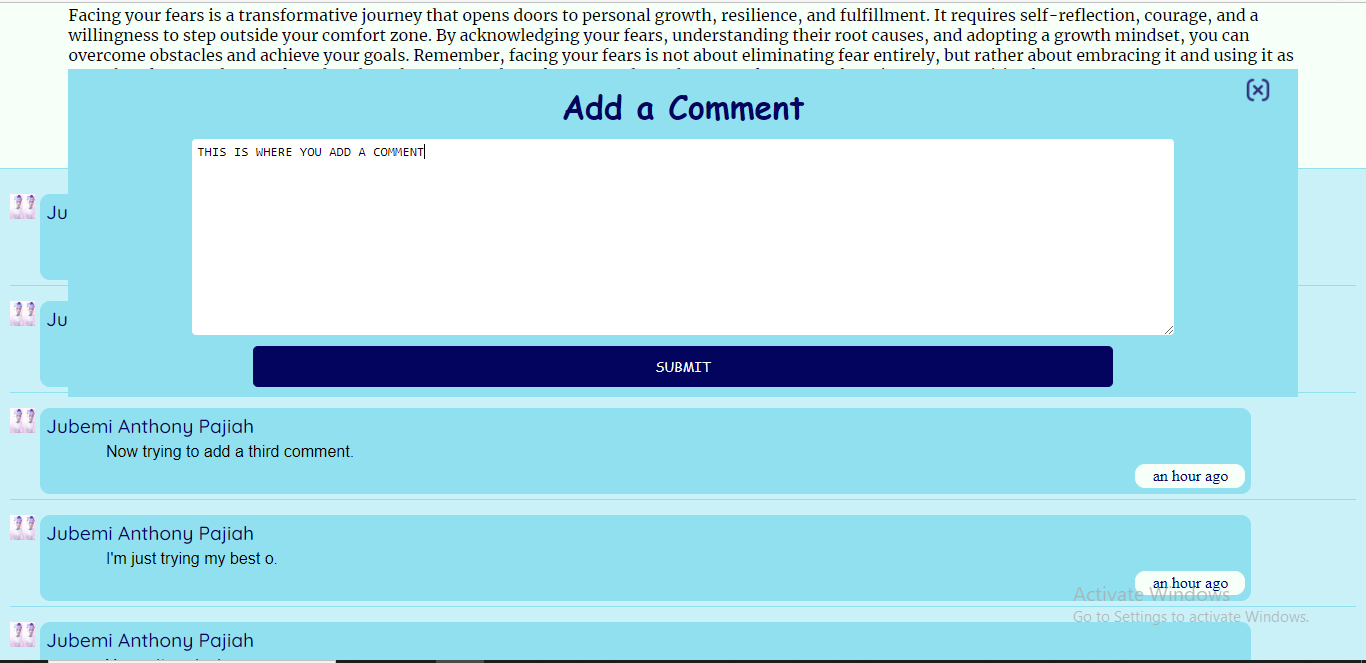 Facing your fears is a transformative journey that opens doors to personal growth, resilience, and fulfillment. It requires self-reflection, courage, and a
willingness to step outside your comfort zone. By acknowledging your fears, understanding their root causes, and adopting a growth mindset, you can
overcome obstacles and achieve your goals. Remember, facing your fears is not about eliminating fear entirely, but rather about embracing it and using it as
Add a Comment
THIS IS WHERE YOU ADD A COMMENT
Ju
Ju
SUBMIT
Jubemi Anthony Pajiah
Now trying to add a third comment.
an hour ago
Jubemi Anthony Pajiah
I'm just trying my best o.
an hour ago
Activate Windows
Go to Settings to activate Windows.
Jubemi Anthony Pajiah